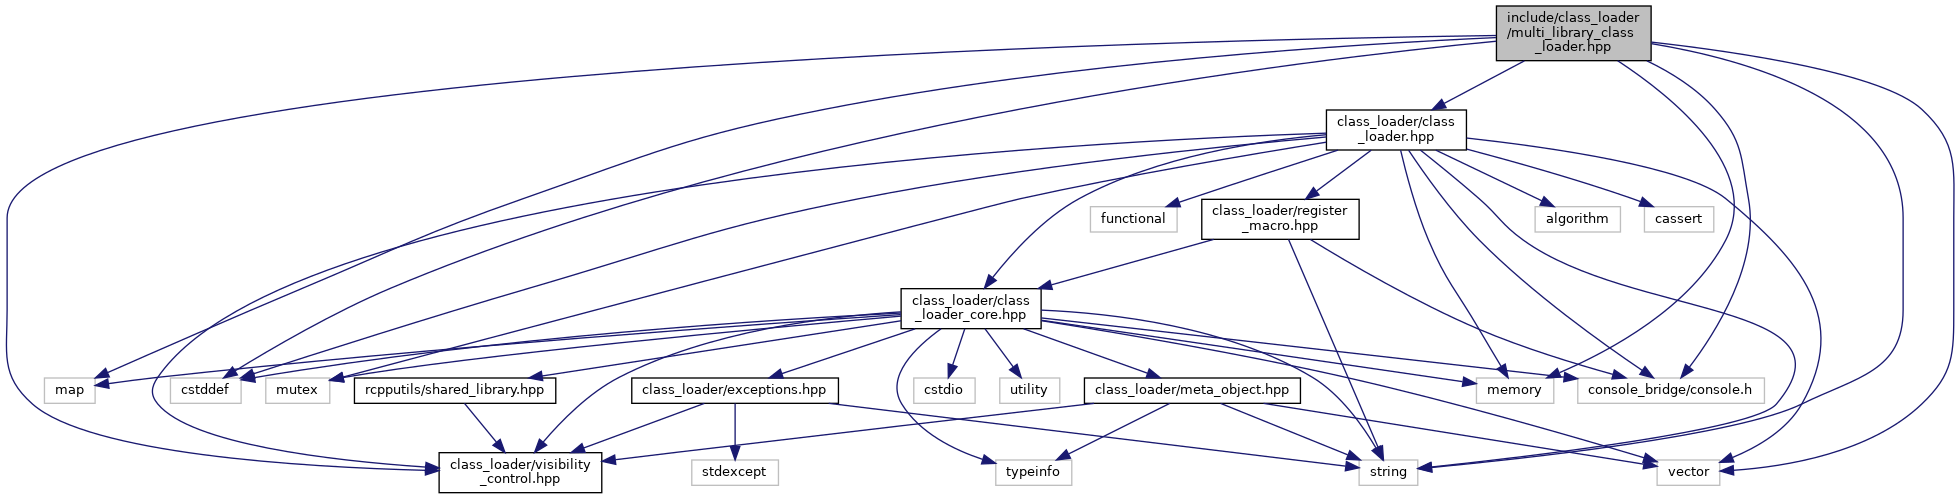 include/class_loader
/multi_library_class
_loader.hpp
class_loader/class
_loader.hpp
functional
class_loader/register
_macro.hpp
algorithm
cassert
class_loader/class
_loader_core.hpp
map
cstddef
mutex
rcpputils/shared_library.hpp
class_loader/exceptions.hpp
cstdio
utility
class_loader/meta_object.hpp
memory
console_bridge/console.h
class_loader/visibility
_control.hpp
stdexcept
typeinfo
string
vector